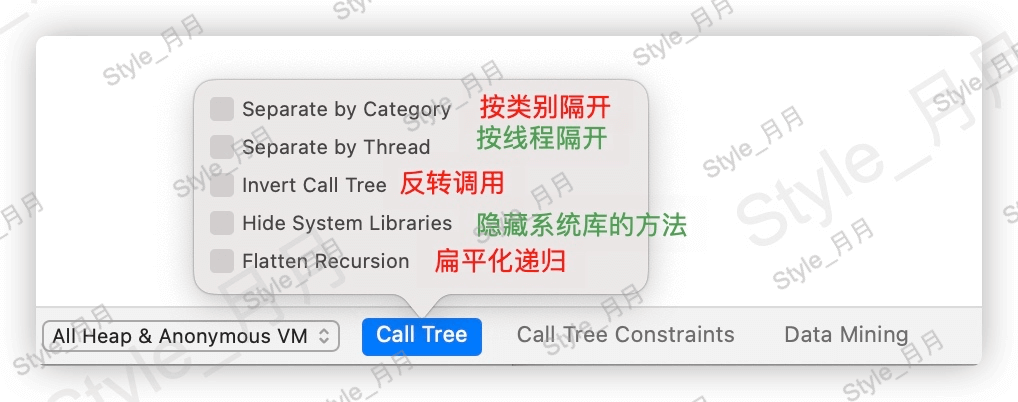 Separate by Category 按类别隔开
Separate by Thread 按线程隔开
Invert Call Tree 反转调用
Hide System Libraries 隐藏系统库的方法
Flatten Recursion 扁平化递归
All Heap & Anonymous VM Call Tree Call Tree Constraints Data Mining
Style_月月